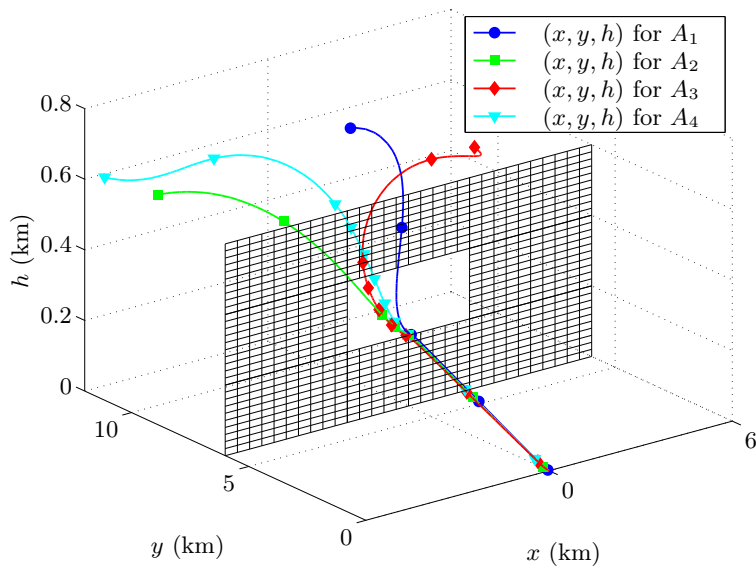 (x, y, h) for A₁
(x, y, h) for A₂
(x, y, h) for A₃
(x, y, h) for A₄
0.8
0.6
0.4
0.2
0
h (km)
10
5
0
y (km)
0
6
x (km)